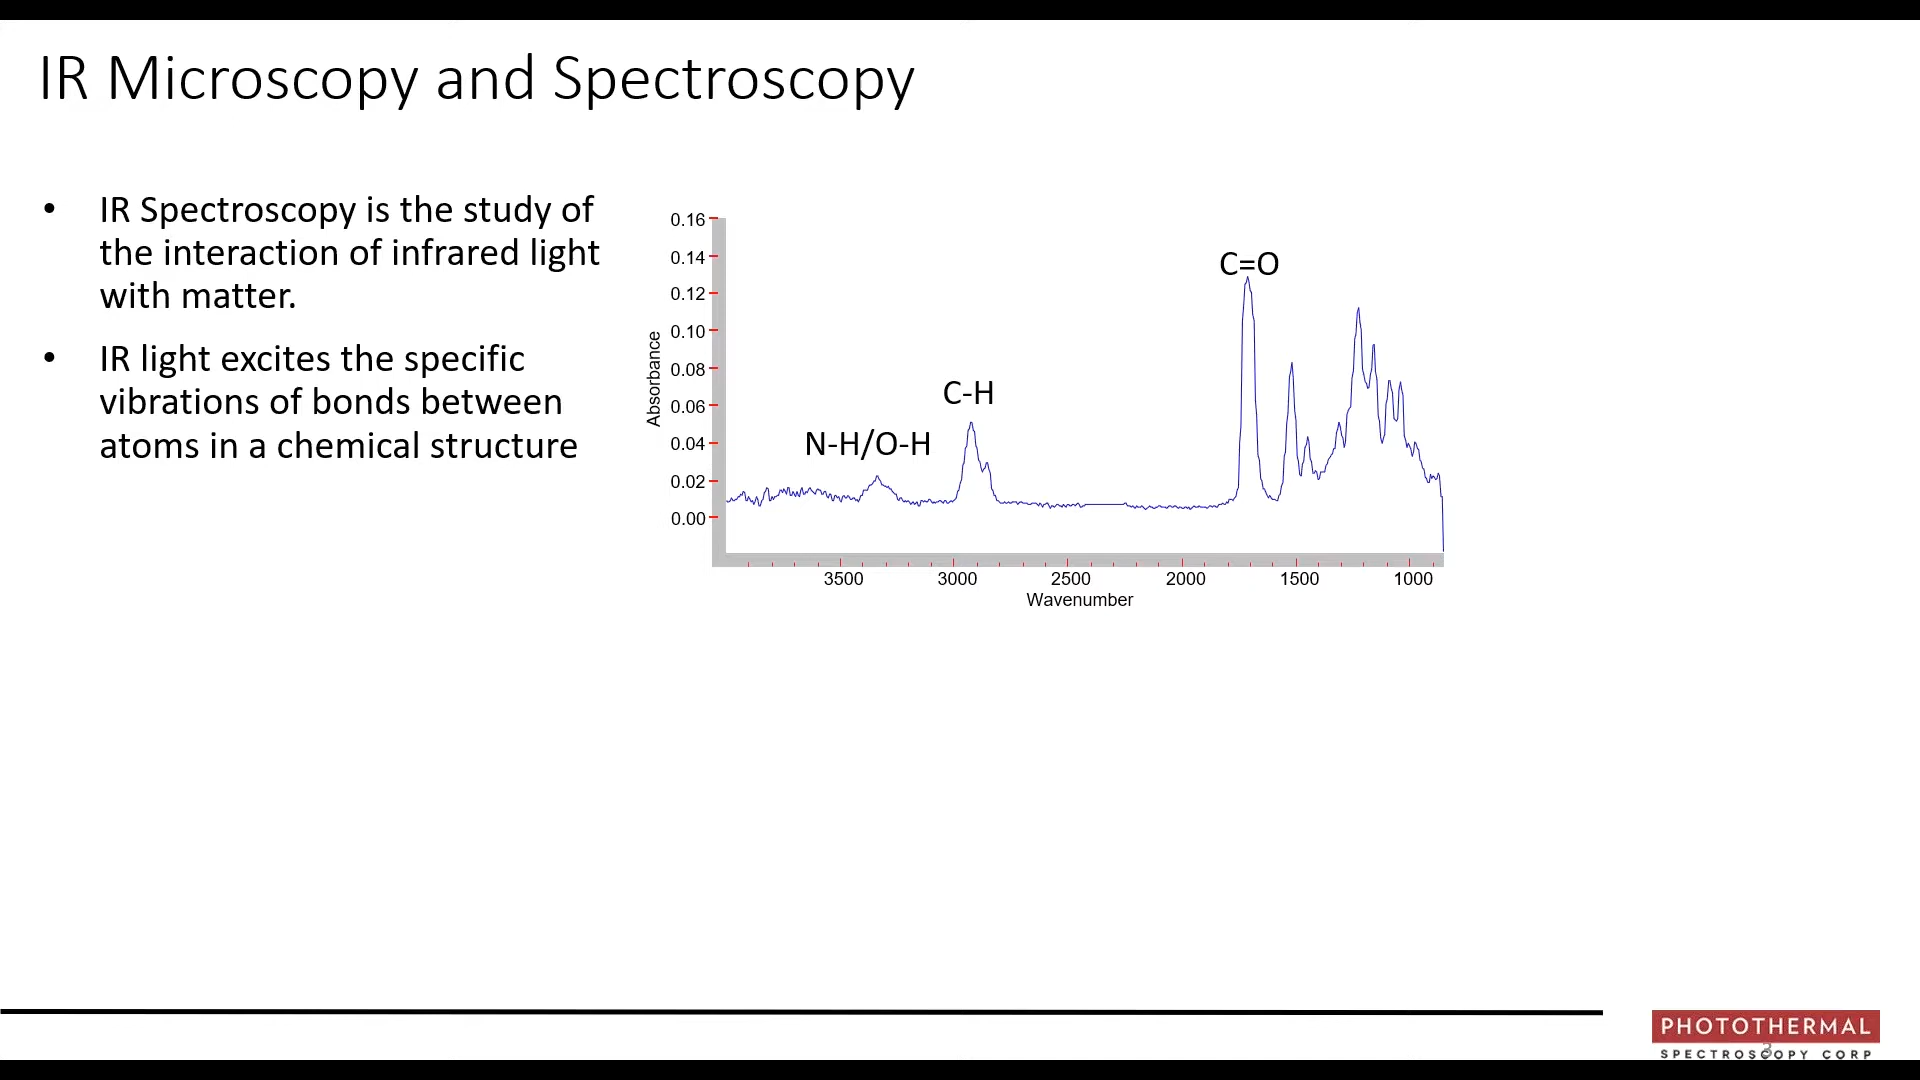 IR Microscopy and Spectroscopy
• IR Spectroscopy is the study of
the interaction of infrared light
with matter.
• IR light excites the specific
vibrations of bonds between
atoms in a chemical structure
0.16
0.14
0.12
0.10
0.08
0.06
0.04
0.02
0.00
Absorbance
N-H/O-H
C-H
C=O
3500 3000 2500 2000 1500 1000
Wavenumber
PHOTOTHERMAL
SPECTROSCOPY CORP
3